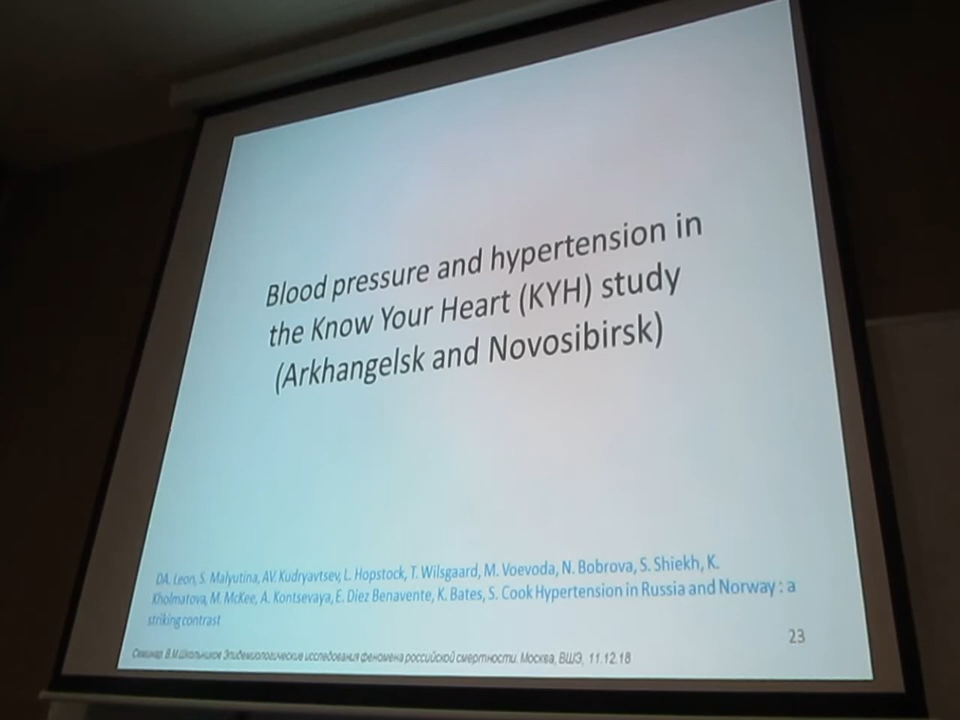 Blood pressure and hypertension in
the Know Your Heart (KYH) study
(Arkhangelsk and Novosibirsk)
DA. Leon, S. Malyutina, AV. Kudryavtsev, L. Hopstock, T. Wilsgaard, M. Voevoda, N. Bobrova, S. Shiekh, K.
Kholmatova, M. McKee, A. Kontsevaya, E. Diez Benavente, K. Bates, S. Cook Hypertension in Russia and Norway : a
striking contrast
23
Семинар. В.М.Школьников Эпидемиологические исследования феномена российской смертности. Москва, ВШЭ, 11.12.18